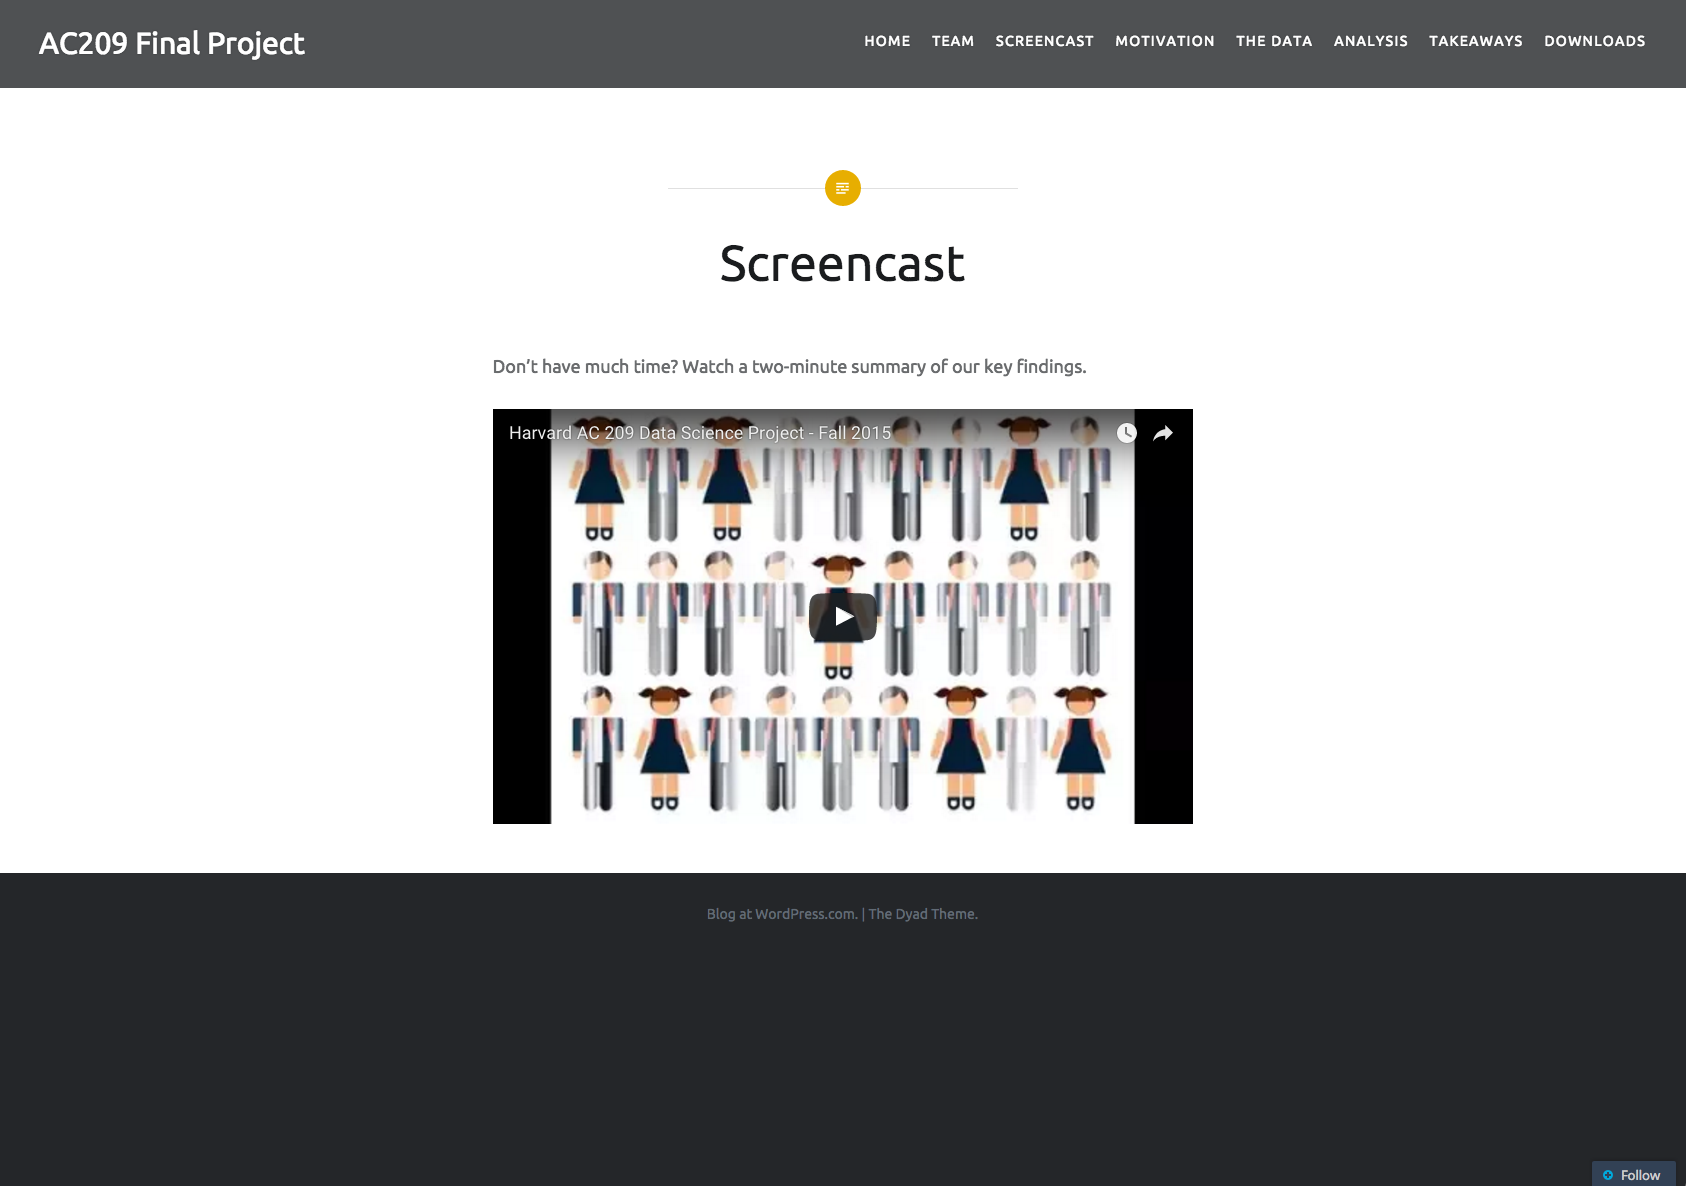 AC209 Final Project
HOME TEAM SCREENCAST MOTIVATION THE DATA ANALYSIS TAKEAWAYS DOWNLOADS
Screencast
Don’t have much time? Watch a two-minute summary of our key findings.
Harvard AC 209 Data Science Project - Fall 2015
Blog at WordPress.com. | The Dyad Theme.
Follow